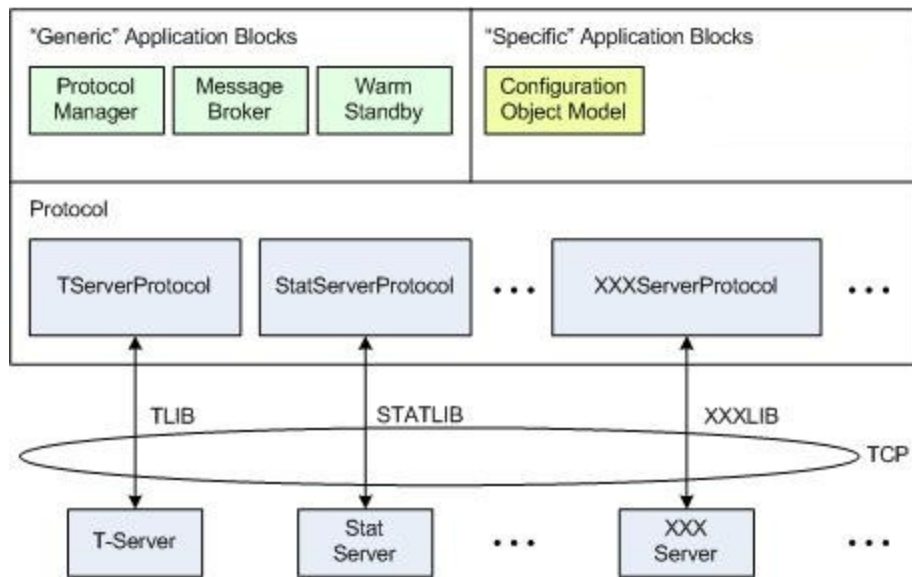 "Generic" Application Blocks
"Specific" Application Blocks
Protocol
Manager
Message
Broker
Warm
Standby
Configuration
Object Model
Protocol
TServerProtocol
StatServerProtocol
•••
XXXServerProtocol
•••
TLIB
STATLIB
XXXLIB
TCP
T-Server
Stat
Server
•••
XXX
Server
•••